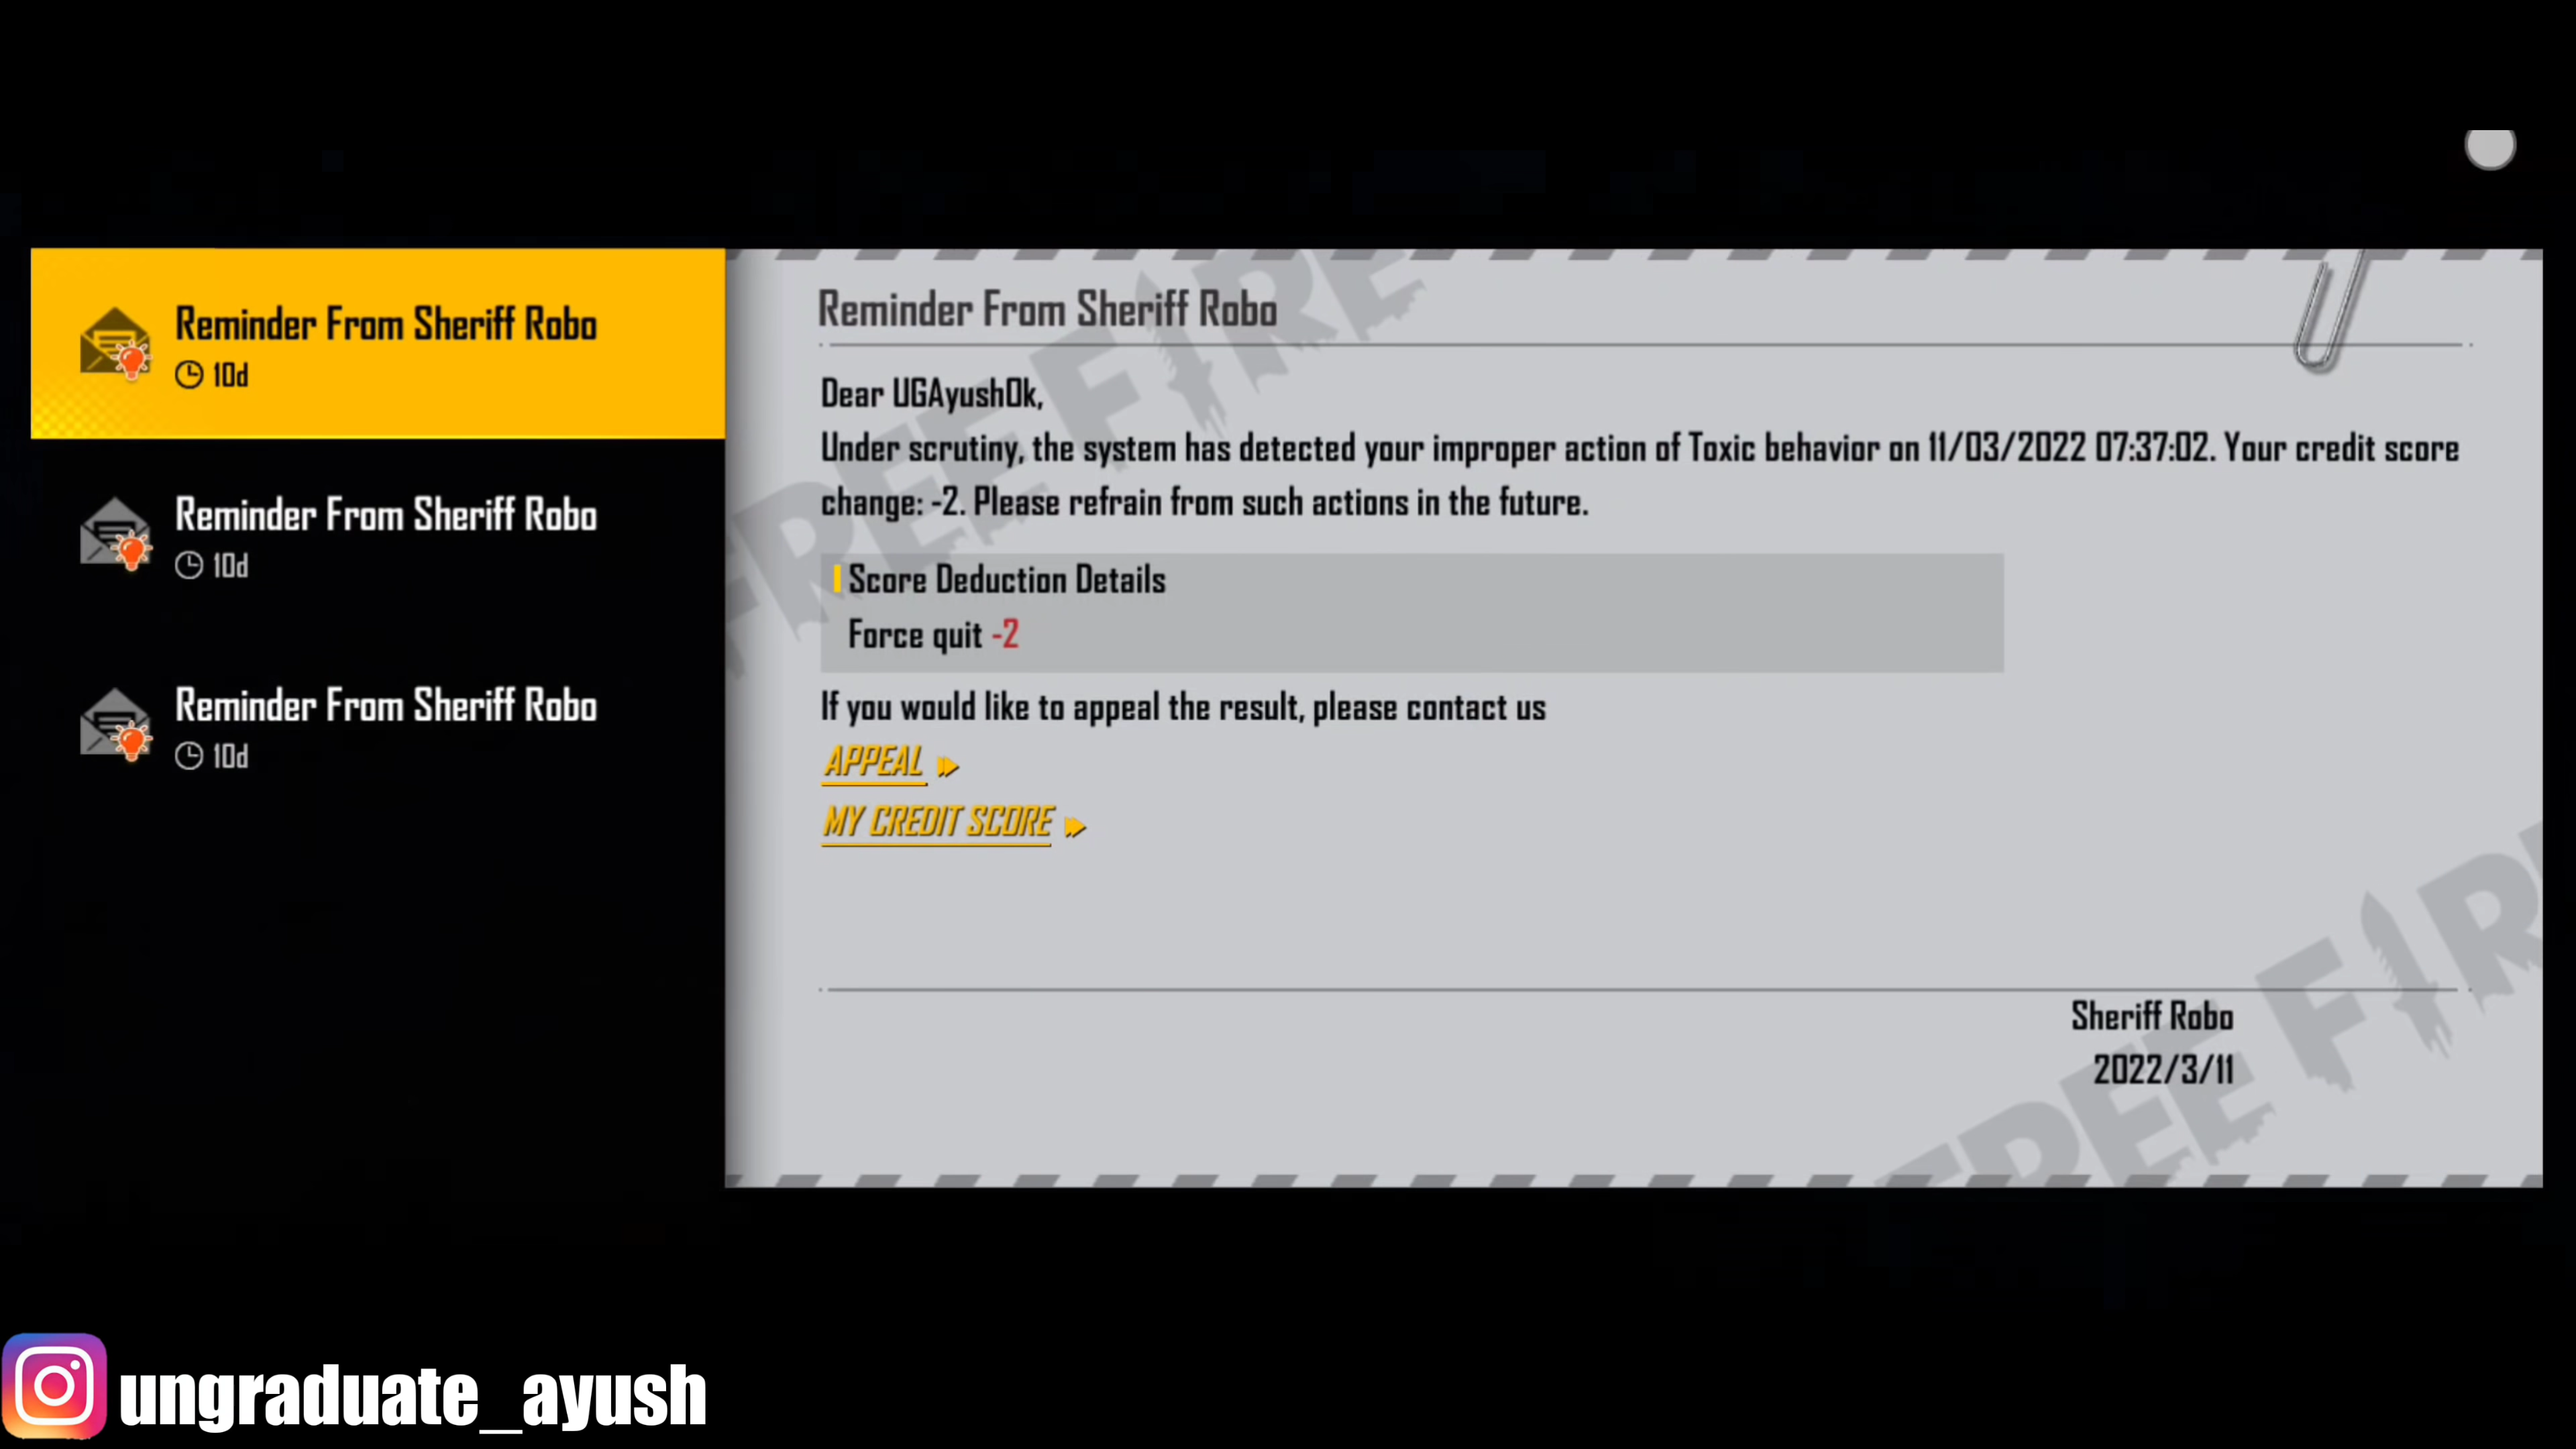 Reminder From Sheriff Robo
10d
Reminder From Sheriff Robo
10d
Reminder From Sheriff Robo
10d
Reminder From Sheriff Robo
Dear UGAyushOk,
Under scrutiny, the system has detected your improper action of Toxic behavior on 11/03/2022 07:37:02. Your credit score
change: -2. Please refrain from such actions in the future.
Score Deduction Details
Force quit -2
If you would like to appeal the result, please contact us
APPEAL
MY CREDIT SCORE
Sheriff Robo
2022/3/11
FREE FIRE
FREE FIR
ungraduate_ayush